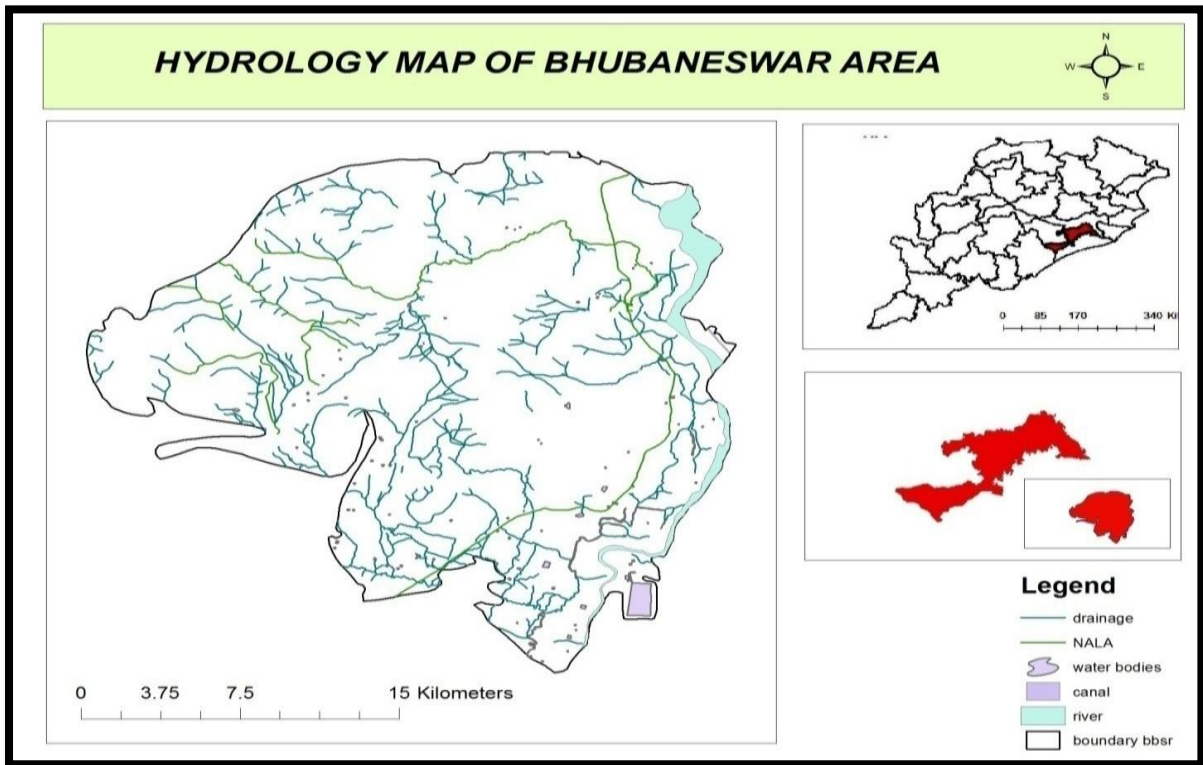 HYDROLOGY MAP OF BHUBANESWAR AREA
N
W E
S
0 85 170 340 Ki
0 3.75 7.5 15 Kilometers
Legend
drainage
NALA
water bodies
canal
river
boundary bbsr